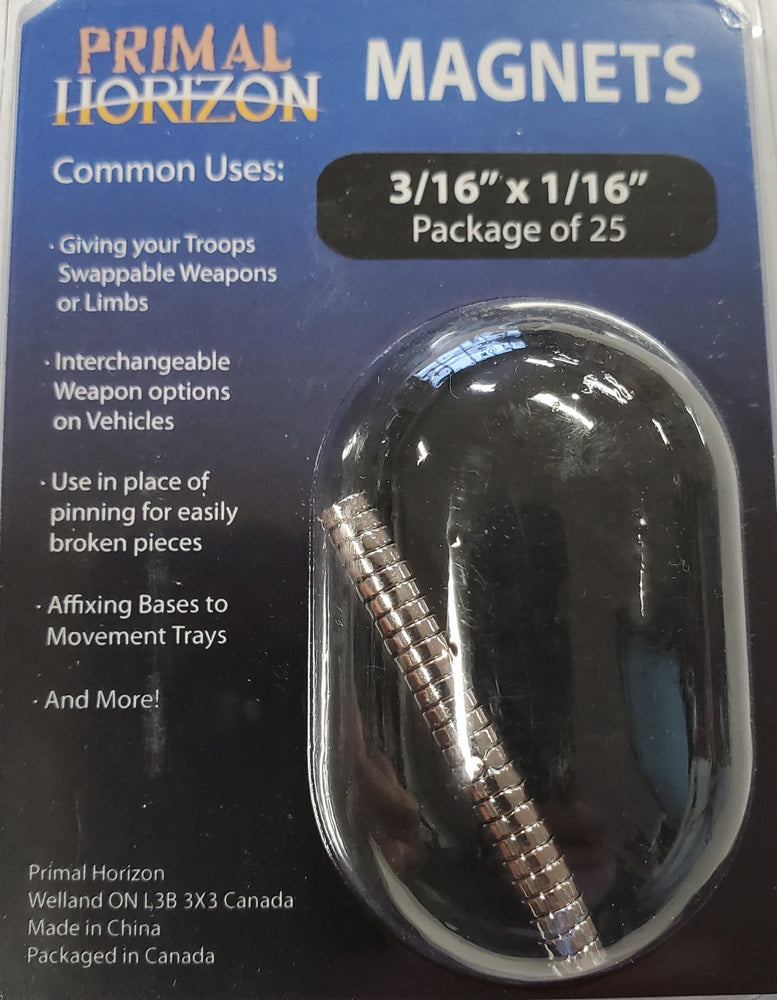 PRIMAL
HORIZON
MAGNETS
3/16" x 1/16"
Package of 25
Common Uses:
· Giving your Troops
Swappable Weapons
or Limbs
· Interchangeable
Weapon options
on Vehicles
· Use in place of
pinning for easily
broken pieces
· Affixing Bases to
Movement Trays
· And More!
Primal Horizon
Welland ON L3B 3X3 Canada
Made in China
Packaged in Canada